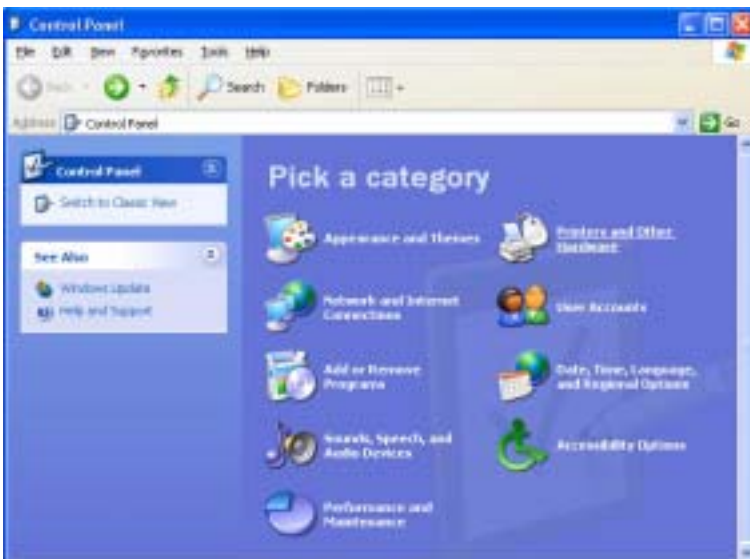 Control Panel
File Edit View Favorites Tools Help
Back Search Folders
Address Control Panel Go
Control Panel
Switch to Classic View
See Also
Windows Update
Help and Support
Pick a category
Appearance and Themes
Printers and Other
Hardware
Network and Internet
Connections
User Accounts
Add or Remove
Programs
Date, Time, Language,
and Regional Options
Sounds, Speech, and
Audio Devices
Accessibility Options
Performance and
Maintenance